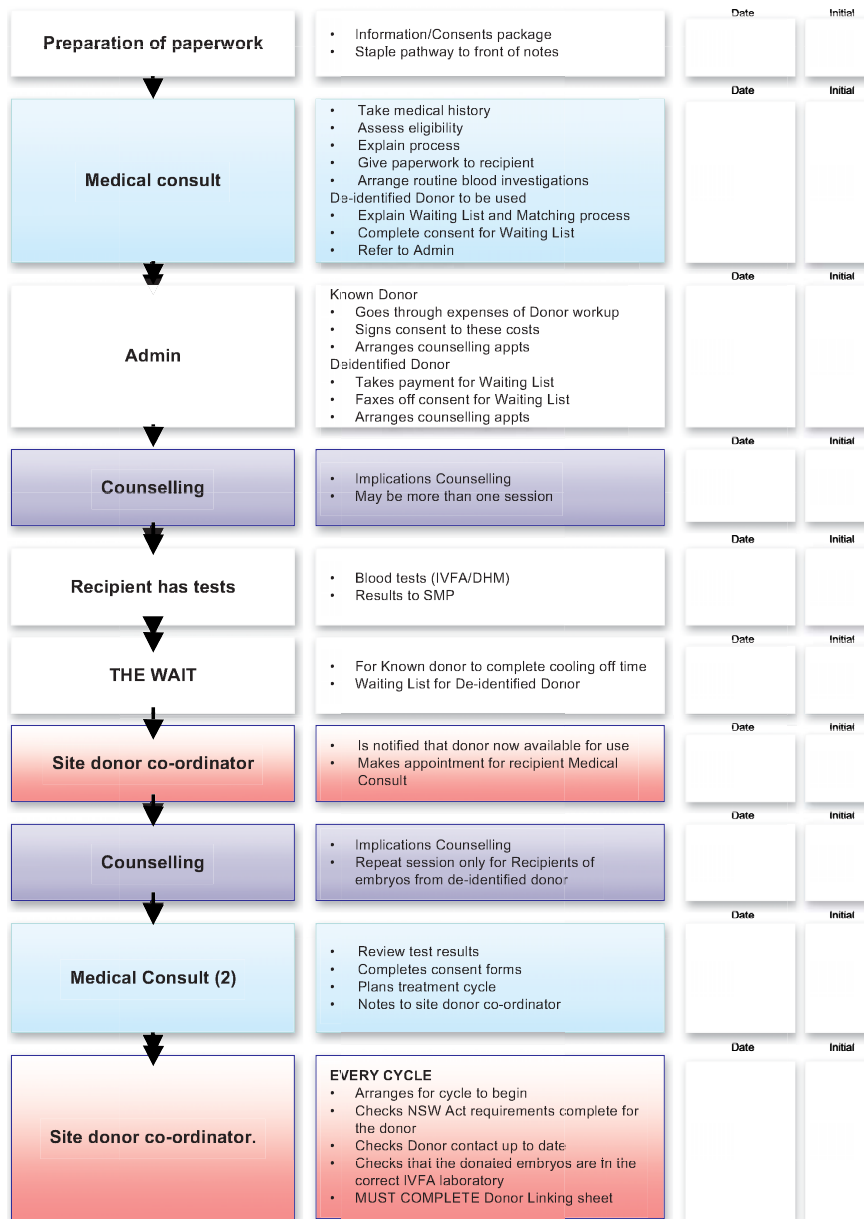 Date Initial
Preparation of paperwork
• Information/Consents package
• Staple pathway to front of notes
Date Initial
Medical consult
• Take medical history
• Assess eligibility
• Explain process
• Give paperwork to recipient
• Arrange routine blood investigations
De-identified Donor to be used
• Explain Waiting List and Matching process
• Complete consent for Waiting List
• Refer to Admin
Date Initial
Admin
Known Donor
• Goes through expenses of Donor workup
• Signs consent to these costs
• Arranges counselling appts
Deidentified Donor
• Takes payment for Waiting List
• Faxes off consent for Waiting List
• Arranges counselling appts
Date Initial
Counselling
• Implications Counselling
• May be more than one session
Date Initial
Recipient has tests
• Blood tests (IVFA/DHM)
• Results to SMP
Date Initial
THE WAIT
• For Known donor to complete cooling off time
• Waiting List for De-identified Donor
Date Initial
Site donor co-ordinator
• Is notified that donor now available for use
• Makes appointment for recipient Medical
Consult
Date Initial
Counselling
• Implications Counselling
• Repeat session only for Recipients of
embryos from de-identified donor
Date Initial
Medical Consult (2)
• Review test results
• Completes consent forms
• Plans treatment cycle
• Notes to site donor co-ordinator
Date Initial
Site donor co-ordinator.
EVERY CYCLE
• Arranges for cycle to begin
• Checks NSW Act requirements complete for
the donor
• Checks Donor contact up to date
• Checks that the donated embryos are in the
correct IVFA laboratory
• MUST COMPLETE Donor Linking sheet